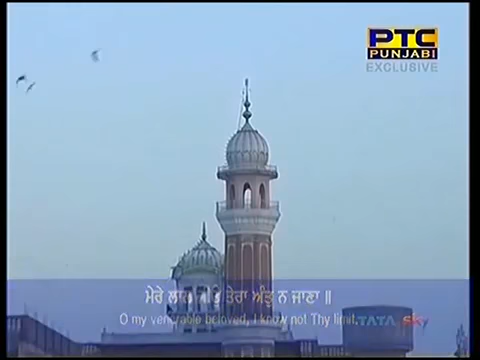 PTC
PUNJABI
EXCLUSIVE
ਮੇਰੇ ਲਾਲ ਜੀਉ ਤੇਰਾ ਅੰਤੁ ਨ ਜਾਣਾ ॥
O my venerable beloved, I know not Thy limit.
TATA SKY